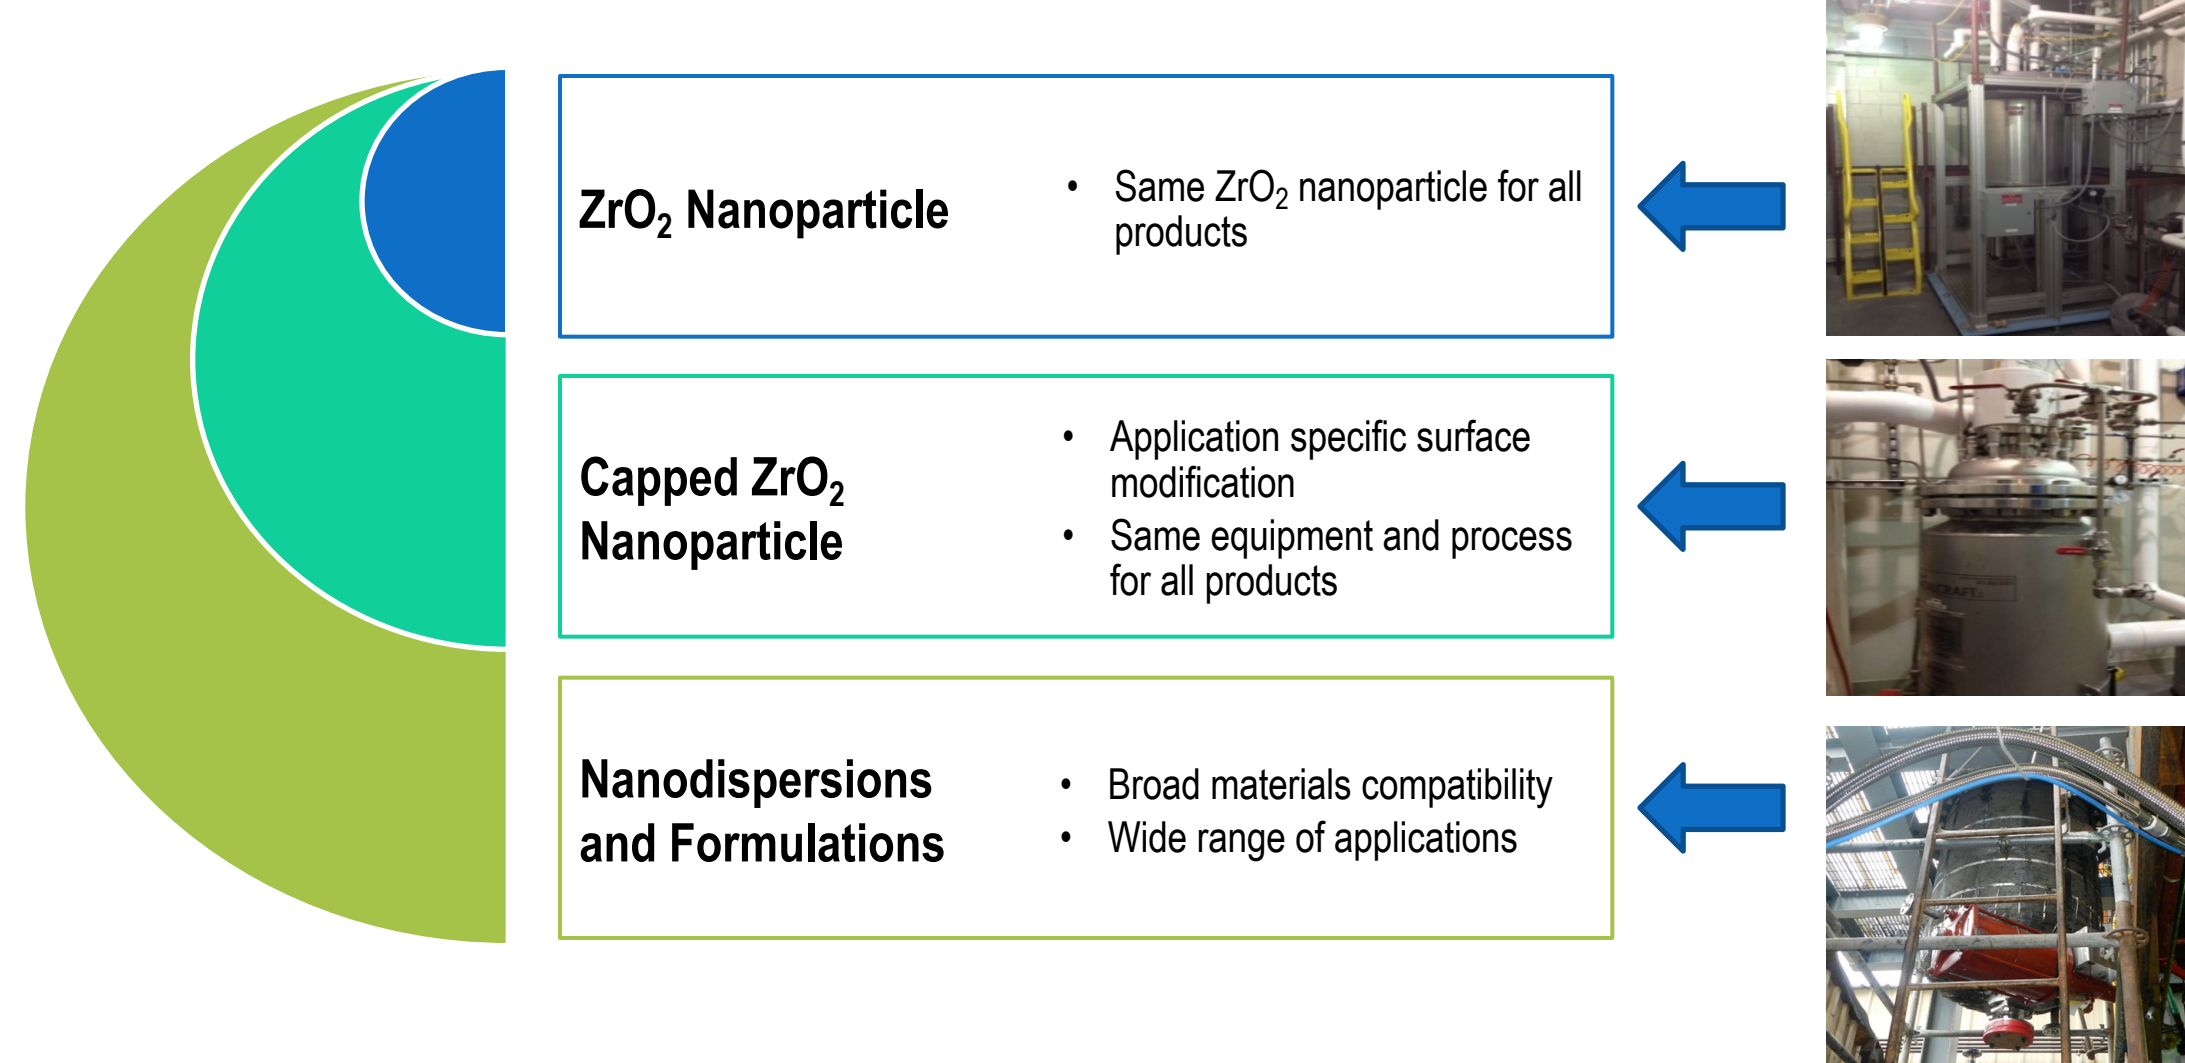 ZrO₂ Nanoparticle
• Same ZrO₂ nanoparticle for all
products
Capped ZrO₂
Nanoparticle
• Application specific surface
modification
• Same equipment and process
for all products
Nanodispersions
and Formulations
• Broad materials compatibility
• Wide range of applications